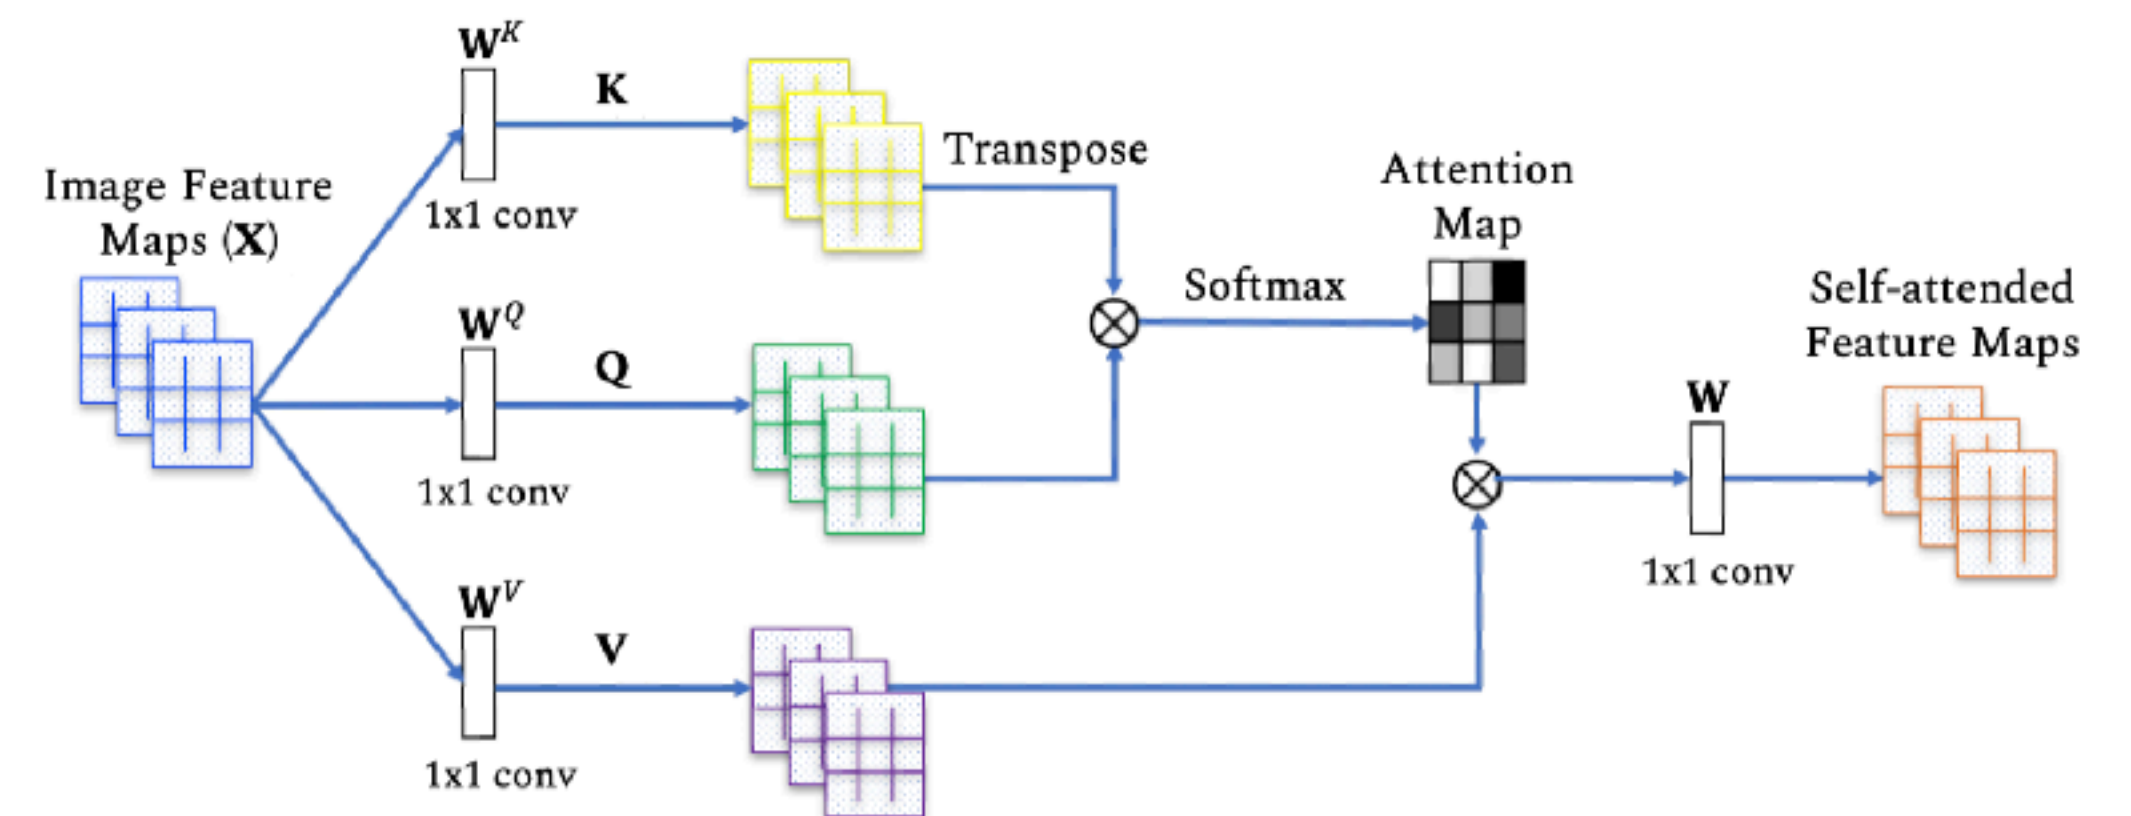 W^K
K
Transpose
Image Feature
Maps (X)
1x1 conv
Attention
Map
W^Q
Q
Softmax
Self-attended
Feature Maps
1x1 conv
W
1x1 conv
W^V
V
1x1 conv